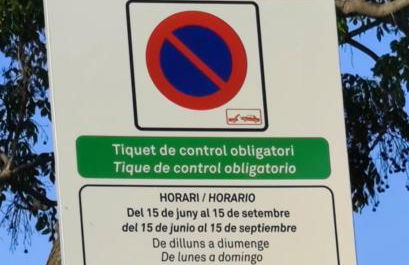 Tiquet de control obligatori
Tique de control obligatorio
HORARI / HORARIO
Del 15 de juny al 15 de setembre
del 15 de junio al 15 de septiembre
De dilluns a diumenge
De lunes a domingo